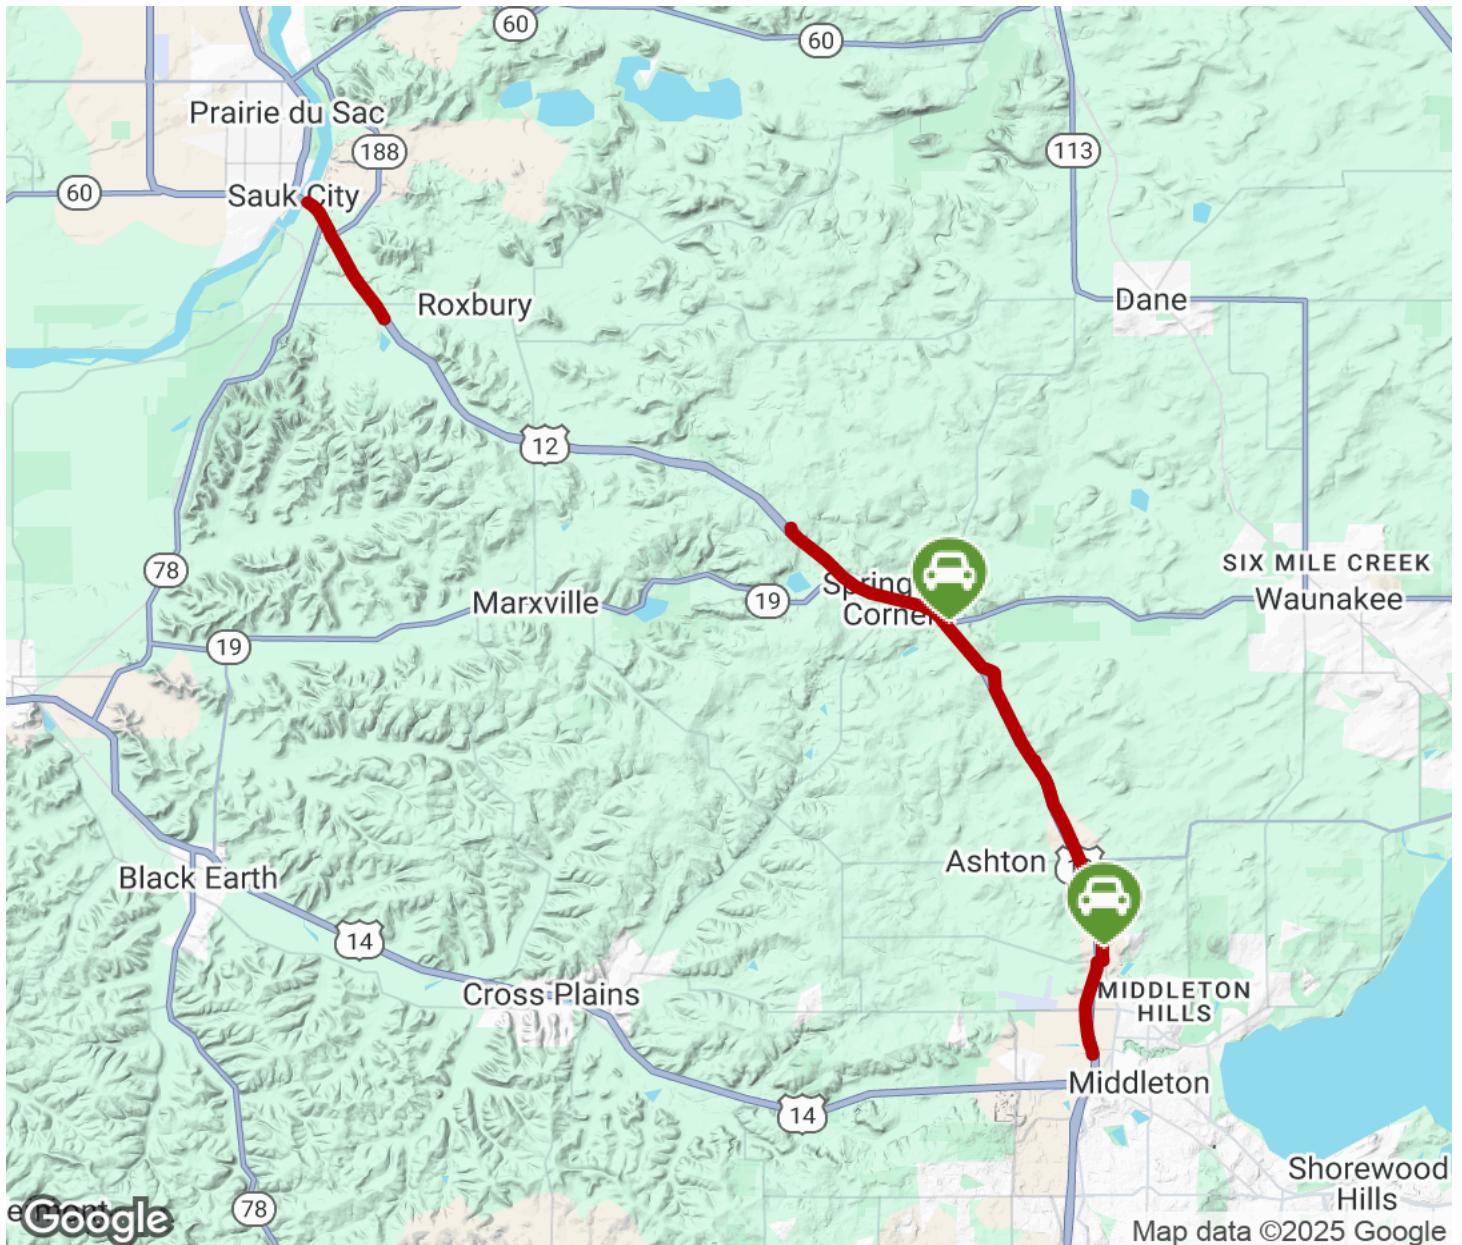 60
60
Prairie du Sac
188
113
60
Sauk City
Roxbury
Dane
12
78
SIX MILE CREEK
Spring
Corner
Marxville
19
Waunakee
19
Ashton
Black Earth
14
Cross Plains
MIDDLETON
HILLS
Middleton
14
Shorewood
Hills
78
Google
Map data ©2025 Google